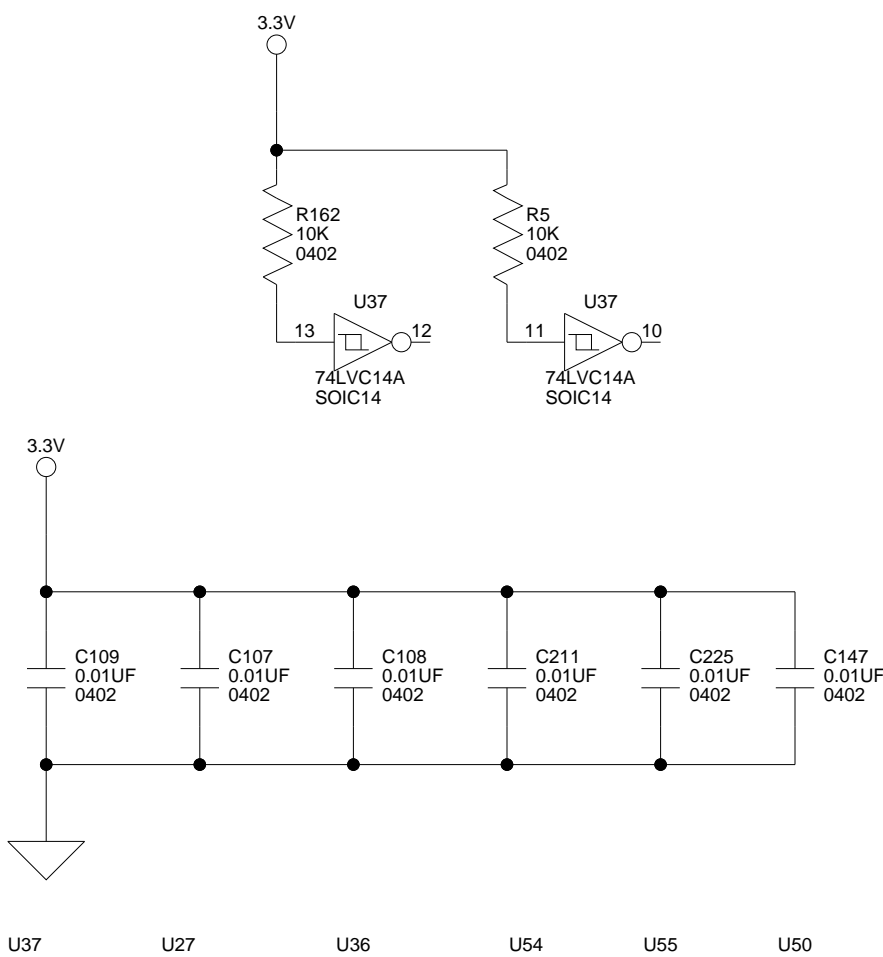 3.3V
R162
10K
0402
R5
10K
0402
U37
U37
13
12
11
10
74LVC14A
SOIC14
74LVC14A
SOIC14
3.3V
C109
0.01UF
0402
C107
0.01UF
0402
C108
0.01UF
0402
C211
0.01UF
0402
C225
0.01UF
0402
C147
0.01UF
0402
U37
U27
U36
U54
U55
U50